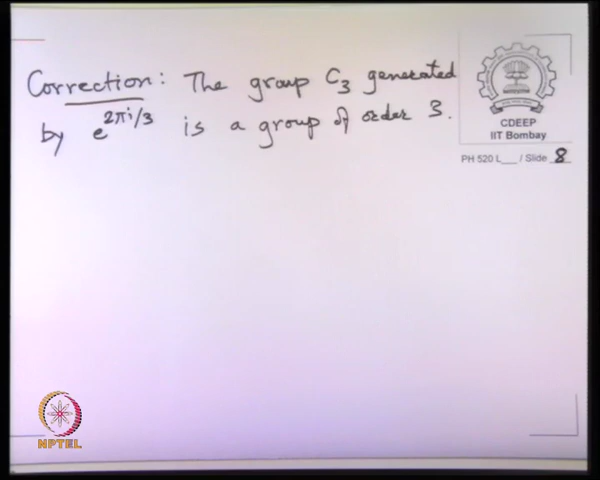 Correction: The group C₃ generated
by e^{2πi/3} is a group of order 3.
CDEEP
IIT Bombay
PH 520 L___ / Slide 8
NPTEL